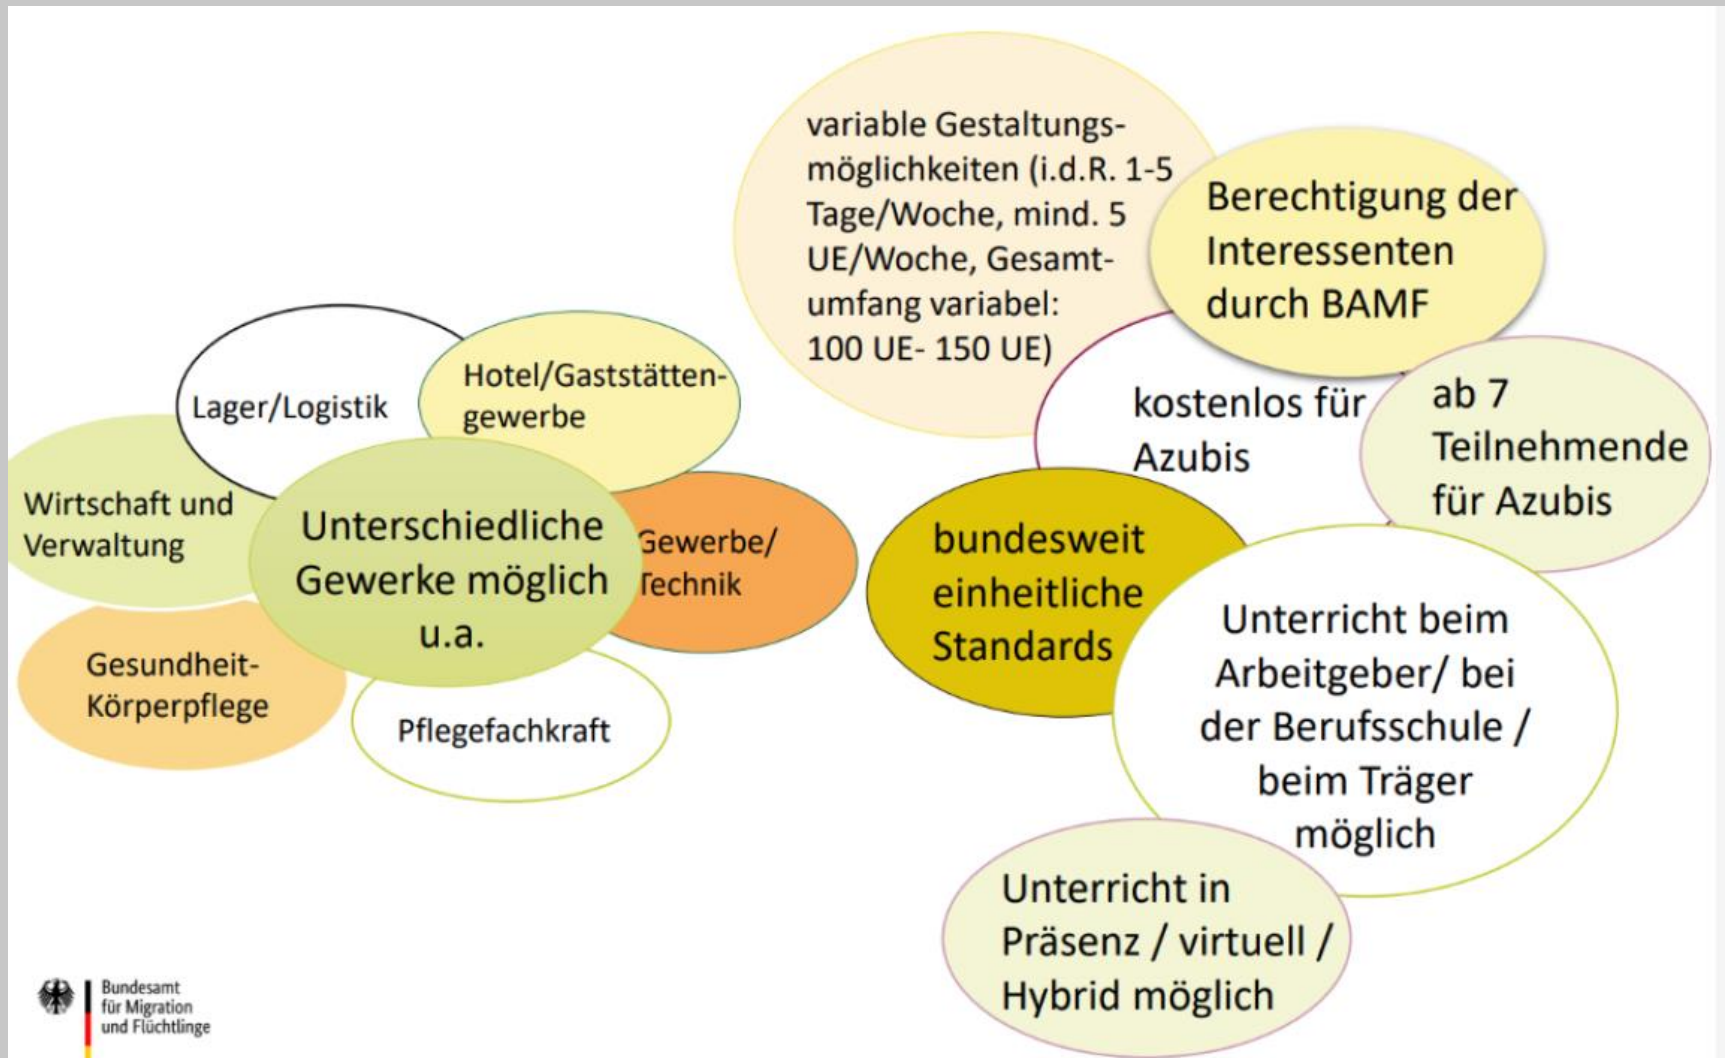 variable Gestaltungs-
möglichkeiten (i.d.R. 1-5
Tage/Woche, mind. 5
UE/Woche, Gesamt-
umfang variabel:
100 UE- 150 UE)
Berechtigung der
Interessenten
durch BAMF
kostenlos für
Azubis
ab 7
Teilnehmende
für Azubis
Lager/Logistik
Hotel/Gaststätten-
gewerbe
Wirtschaft und
Verwaltung
Unterschiedliche
Gewerke möglich
u.a.
Gewerbe/
Technik
Gesundheit-
Körperpflege
Pflegefachkraft
bundesweit
einheitliche
Standards
Unterricht beim
Arbeitgeber/ bei
der Berufsschule /
beim Träger
möglich
Unterricht in
Präsenz / virtuell /
Hybrid möglich
Bundesamt
für Migration
und Flüchtlinge